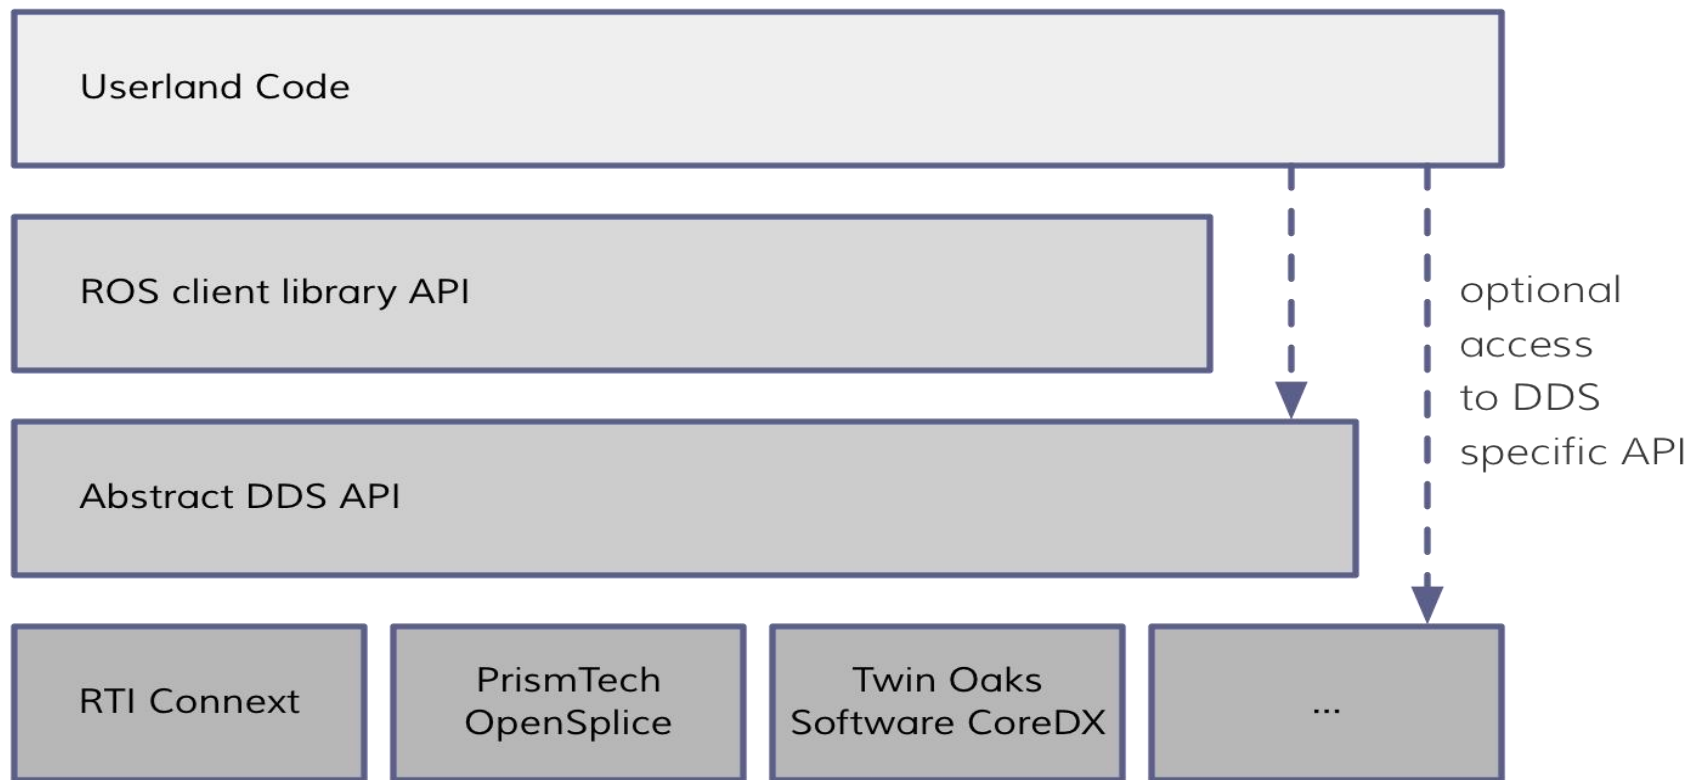 Userland Code
ROS client library API
optional
access
to DDS
specific API
Abstract DDS API
RTI Connext
PrismTech
OpenSplice
Twin Oaks
Software CoreDX
...